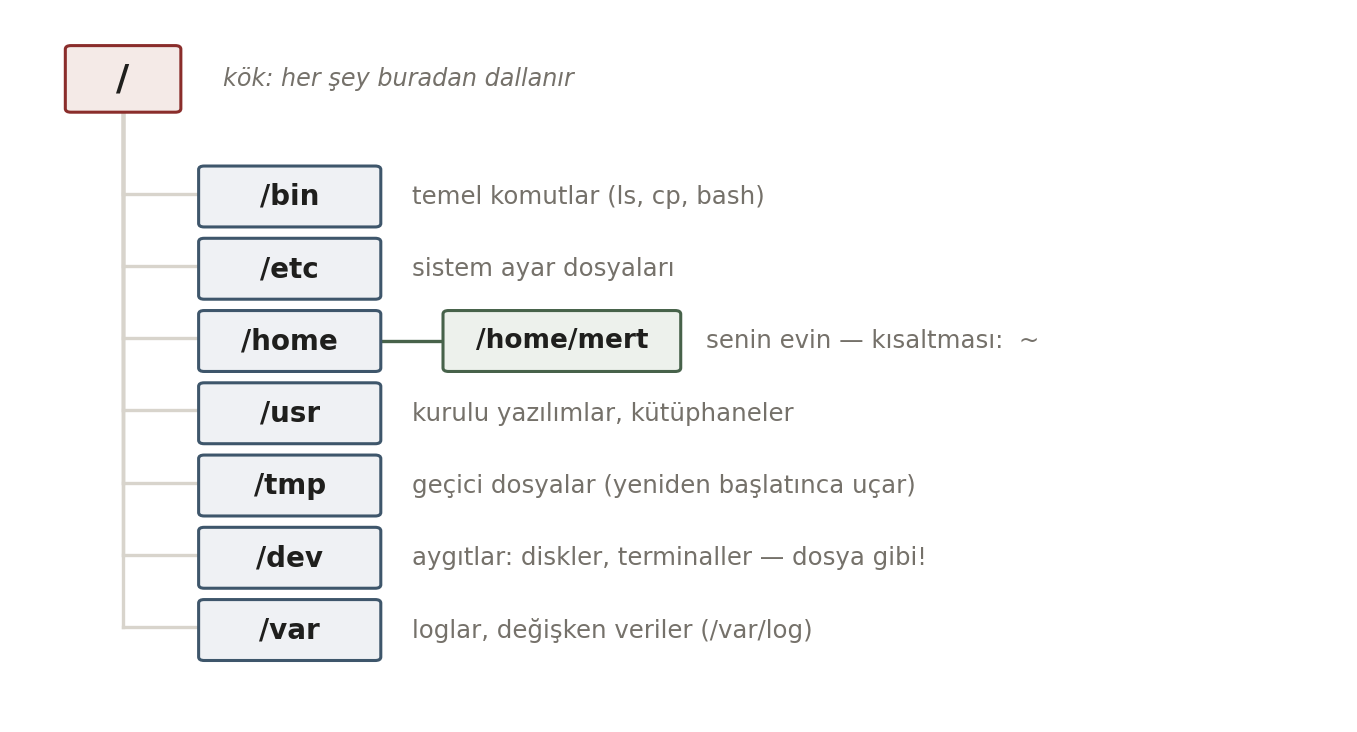 / kök: her şey buradan dallanır
/bin temel komutlar (ls, cp, bash)
/etc sistem ayar dosyaları
/home /home/mert senin evin — kısaltması: ~
/usr kurulu yazılımlar, kütüphaneler
/tmp geçici dosyalar (yeniden başlatınca uçar)
/dev aygıtlar: diskler, terminaller — dosya gibi!
/var loglar, değişken veriler (/var/log)